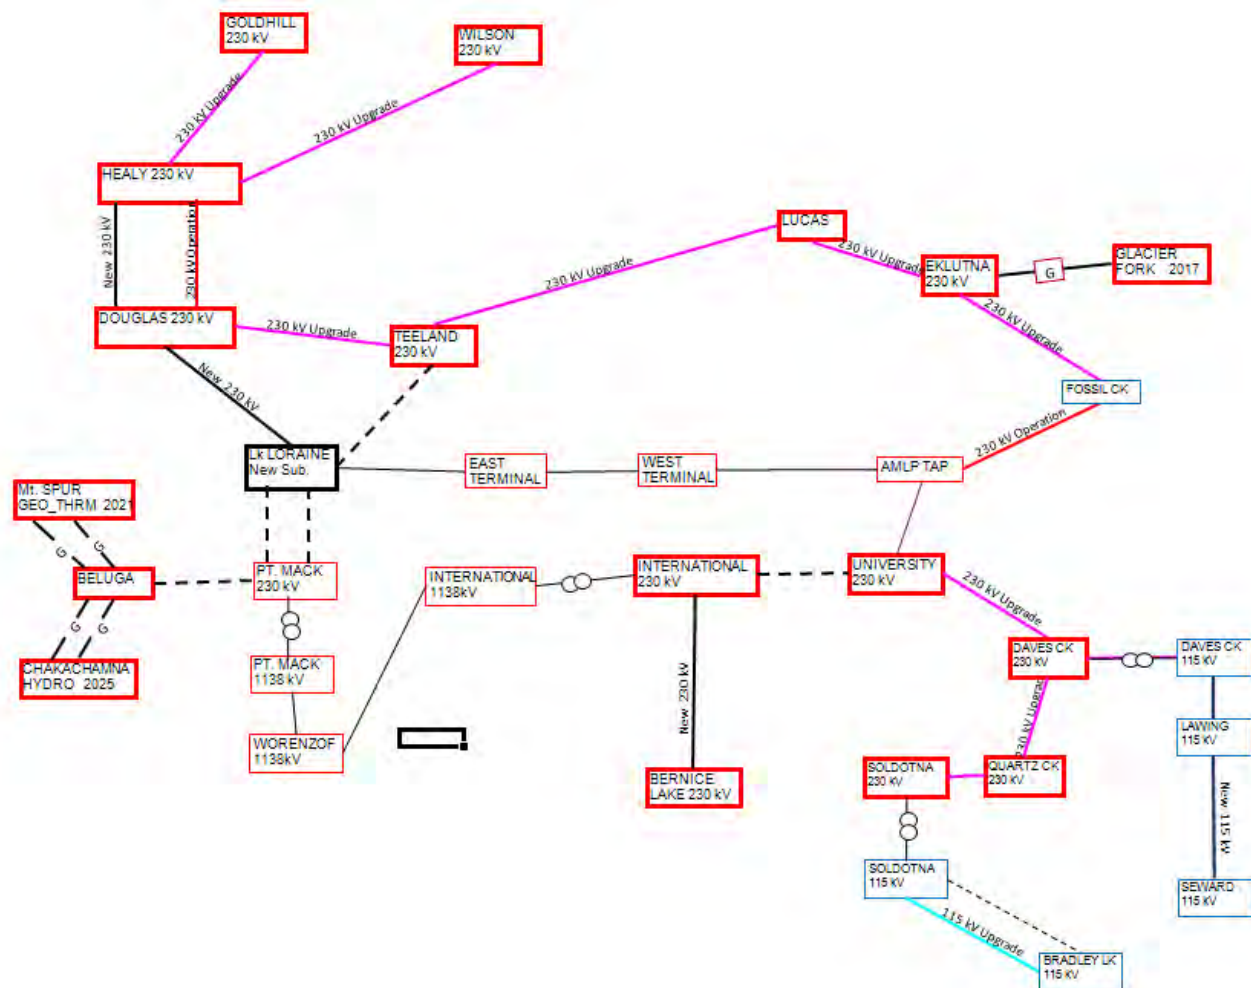 GOLDHILL
230 kV
WILSON
230 kV
230 kV Upgrade
230 kV Upgrade
HEALY 230 kV
New 230 kV
230 kV Operation
LUCAS
230 kV Upgrade
EKLUTNA
230 kV
G
GLACIER
FORK 2017
230 kV Upgrade
DOUGLAS 230 kV
230 kV Upgrade
TEELAND
230 kV
230 kV Upgrade
New 230 kV
FOSSIL CK
230 kV Operation
Lk LORAINE
New Sub.
EAST
TERMINAL
WEST
TERMINAL
AMLP TAP
Mt. SPUR
GEO_THRM 2021
G
G
BELUGA
PT. MACK
230 kV
INTERNATIONAL
1138kV
INTERNATIONAL
230 kV
UNIVERSITY
230 kV
230 kV Upgrade
G
G
CHAKACHAMNA
HYDRO 2025
PT. MACK
1138 kV
WORENZOF
1138kV
New 230 kV
BERNICE
LAKE 230 kV
DAVES CK
230 kV
DAVES CK
115 kV
230 kV Upgrad
LAWING
115 kV
SOLDOTNA
230 kV
QUARTZ CK
230 kV
New 115 kV
SOLDOTNA
115 kV
SEWARD
115 kV
115 kV Upgrade
BRADLEY LK
115 kV